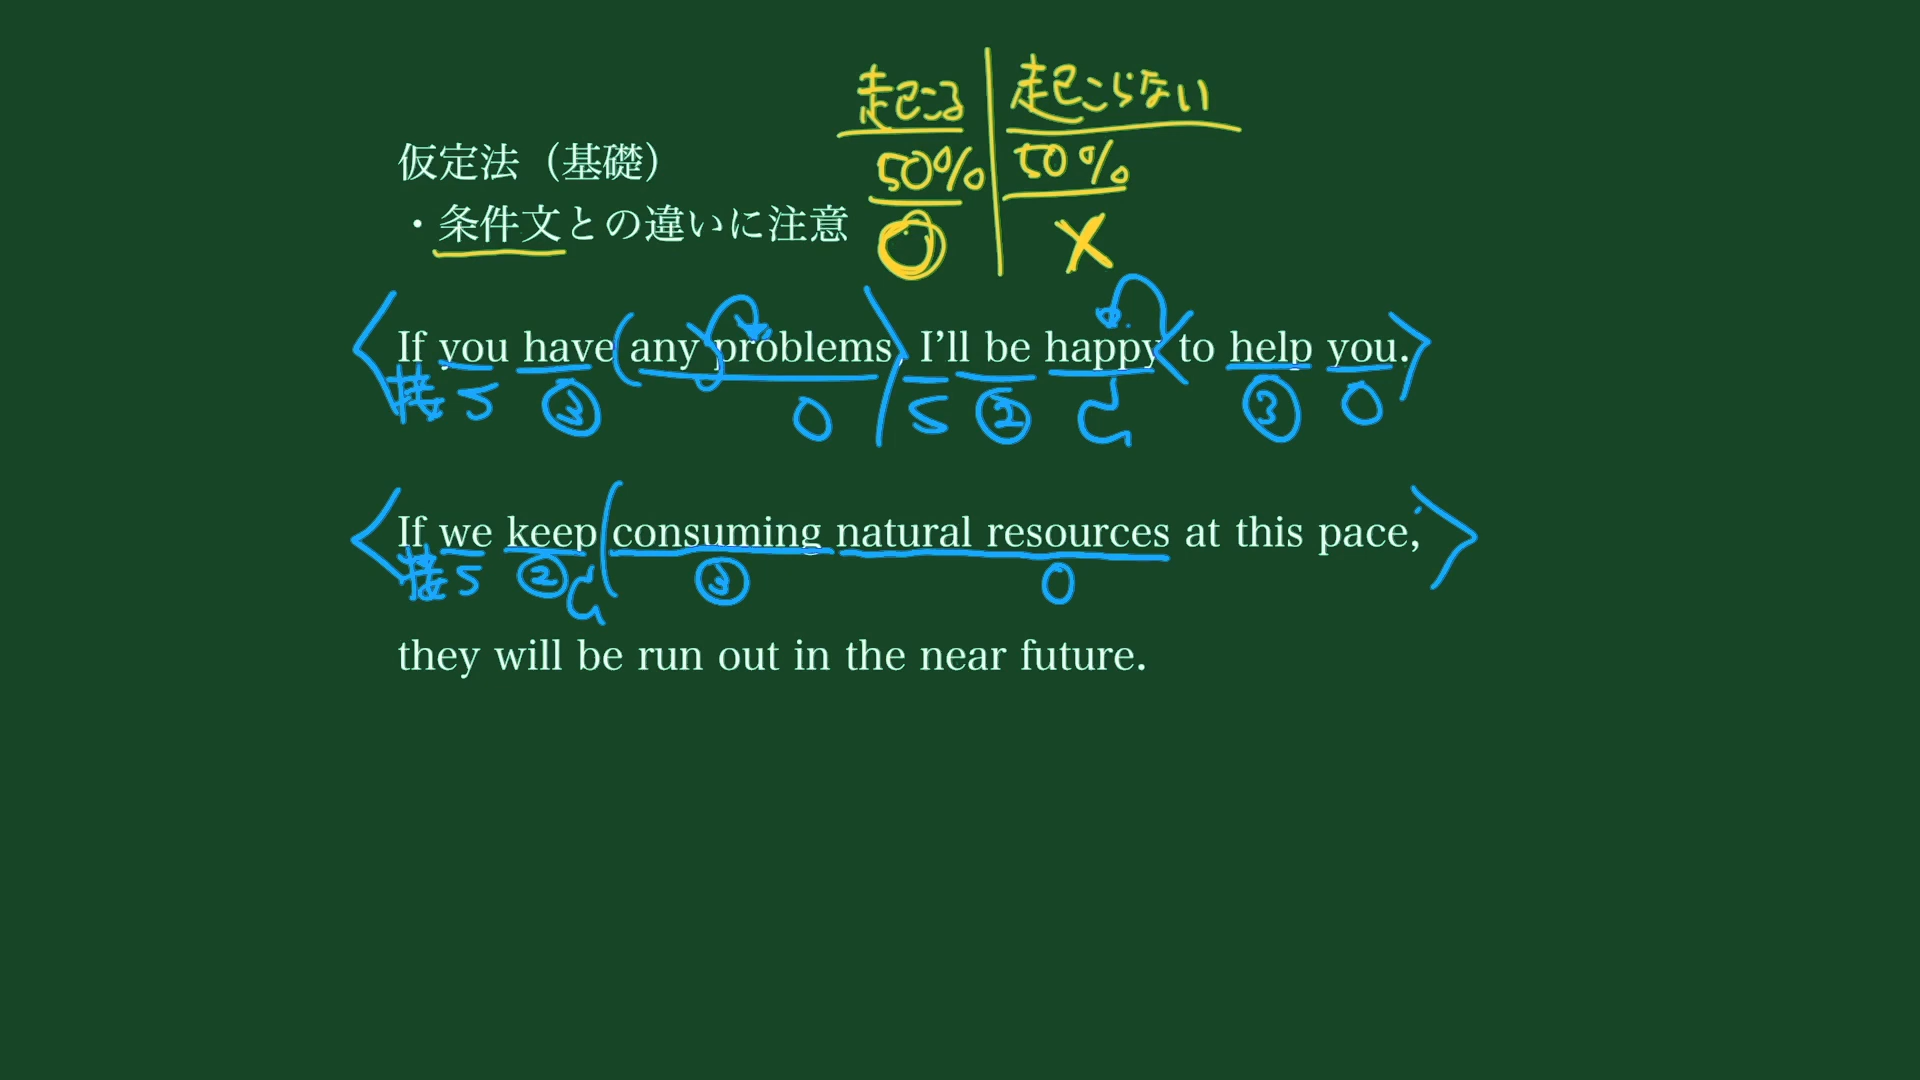 起こる 起こらない
仮定法（基礎）
50% 50%
・条件文との違いに注意
○ ×
If you have any problems, I’ll be happy to help you.
接 S ③ O S ② C ③ O
If we keep consuming natural resources at this pace,
接 S ② C ③ O
they will be run out in the near future.